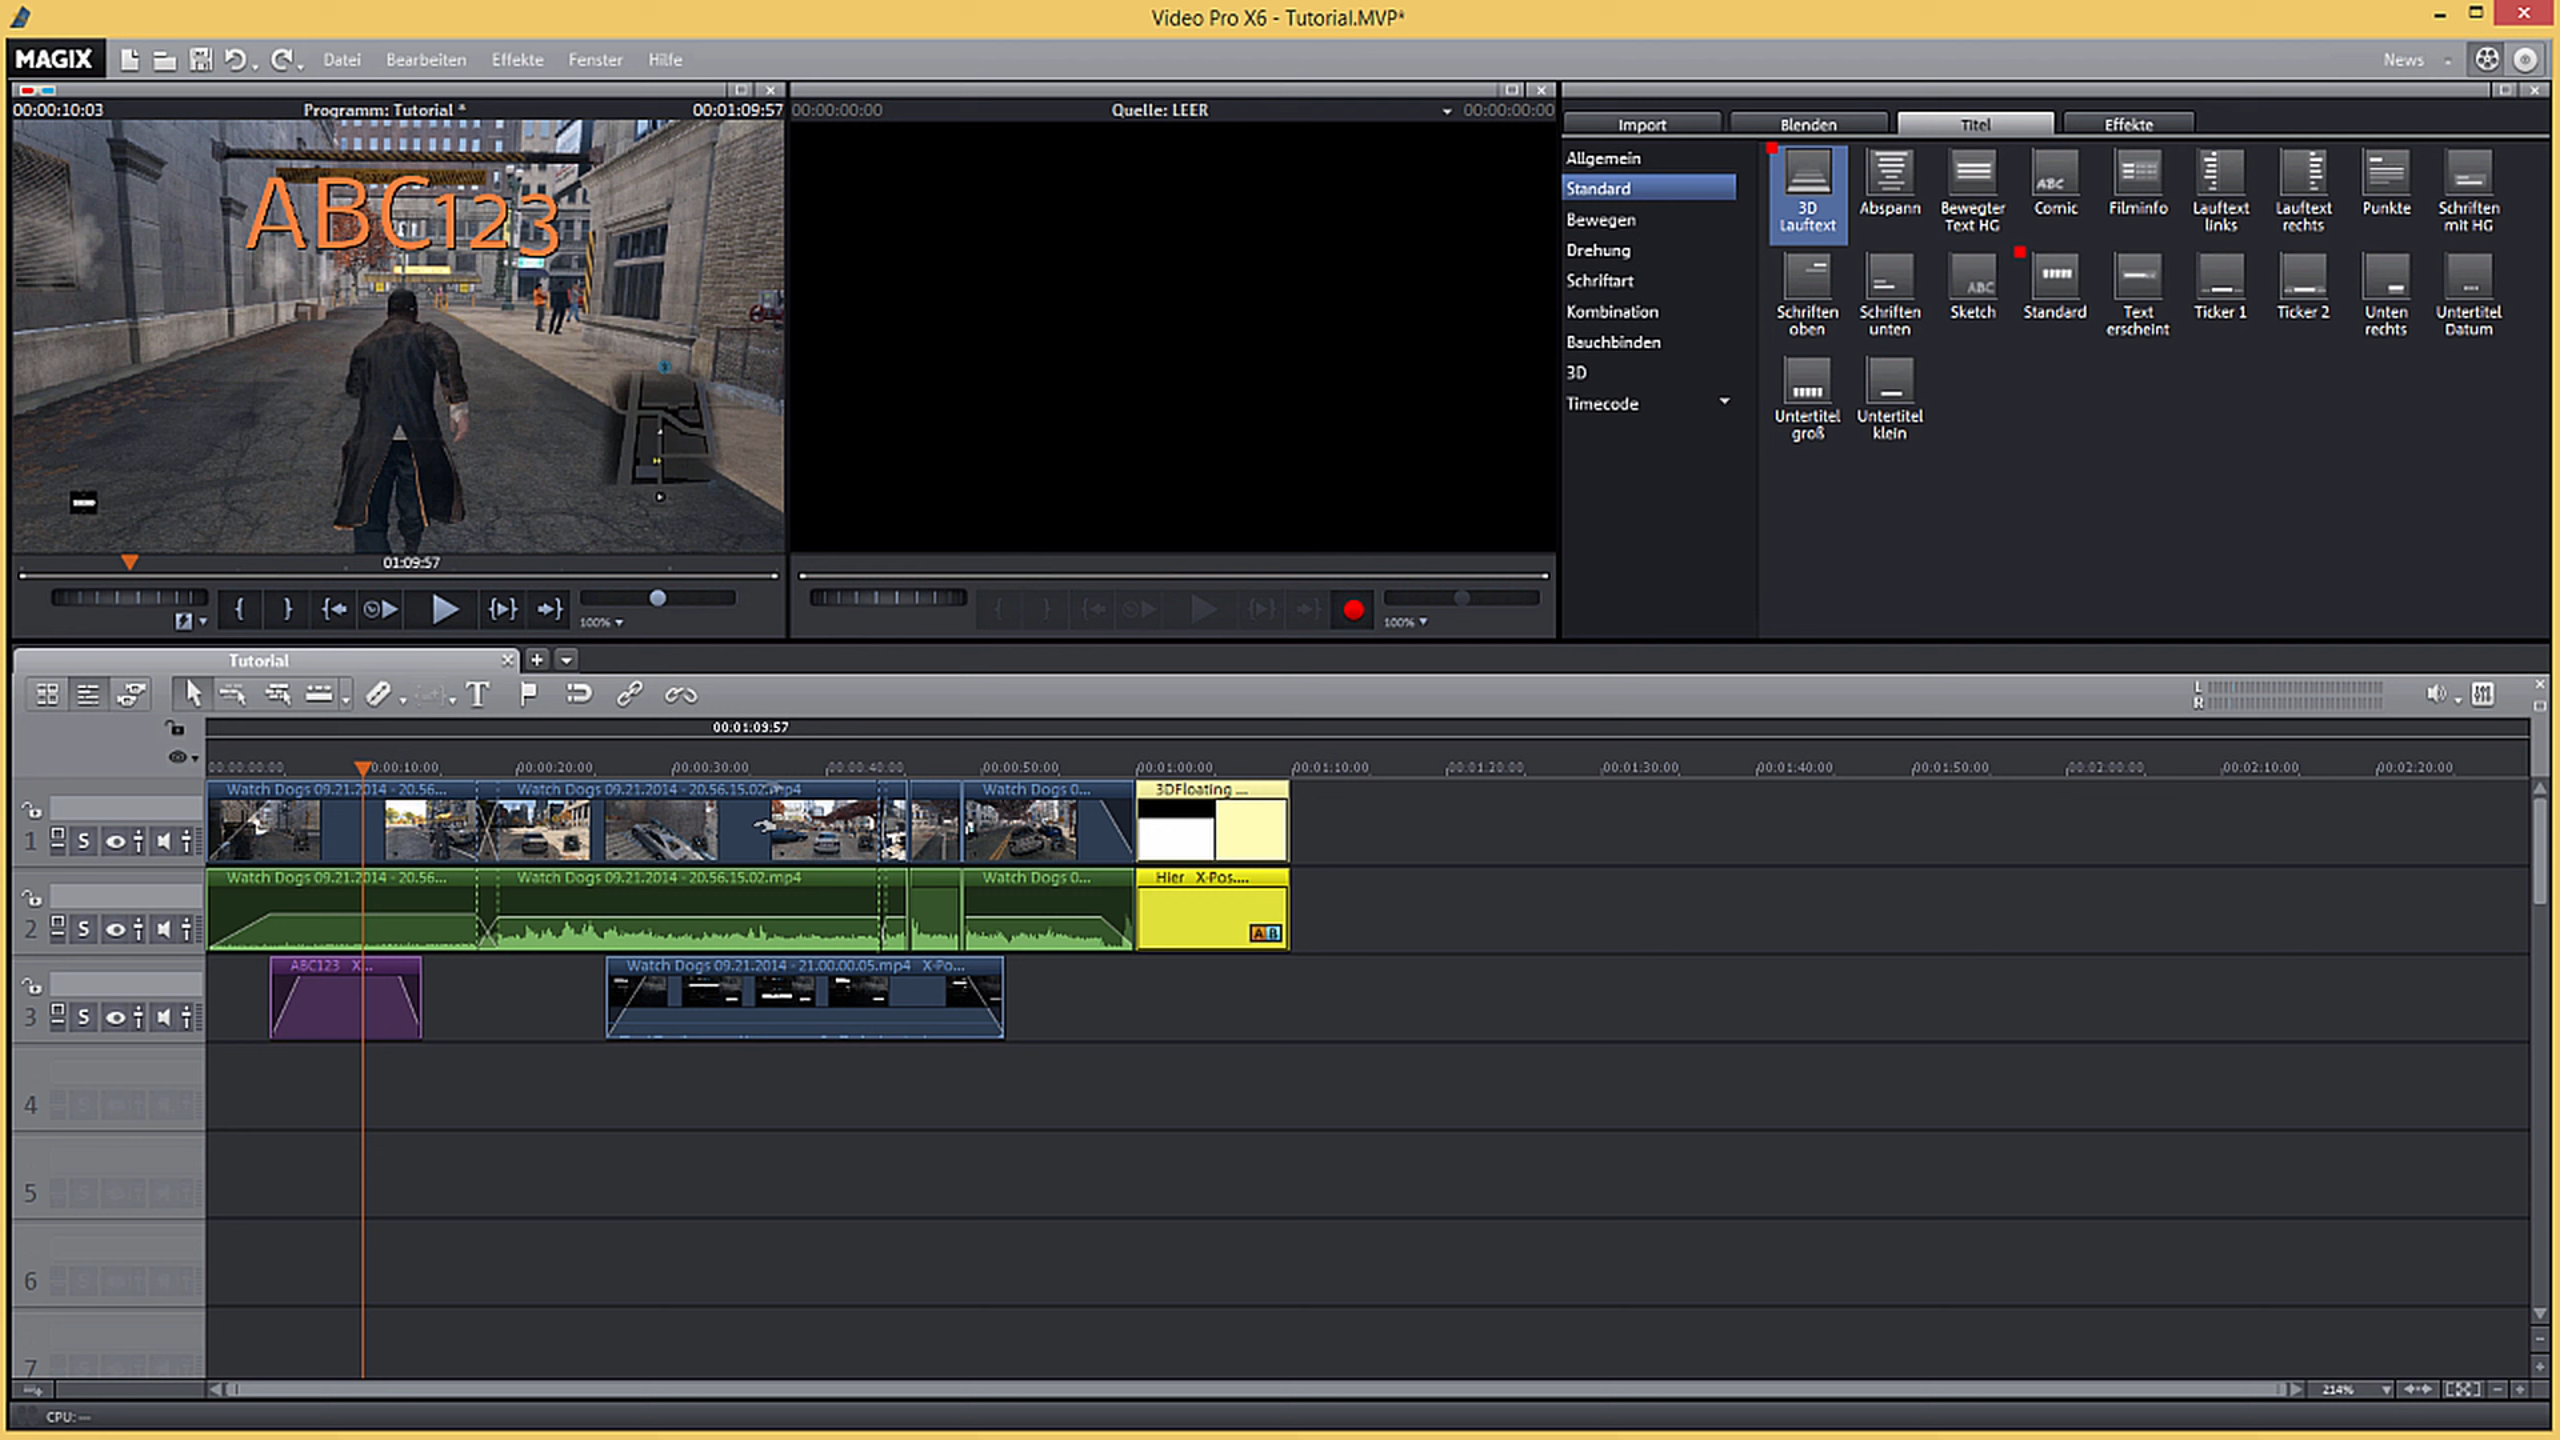 Video Pro X6 - Tutorial.MVP*
MAGIX
Datei Bearbeiten Effekte Fenster Hilfe
News
00:00:10:03 Programm: Tutorial * 00:01:09:57
00:00:00:00 Quelle: LEER 00:00:00:00
ABC123
01:09:57
100%
100%
Import Blenden Titel Effekte
Allgemein
Standard
Bewegen
Drehung
Schriftart
Kombination
Bauchbinden
3D
Timecode
3D Lauftext
Abspann
Bewegter Text HG
Comic
Filminfo
Lauftext links
Lauftext rechts
Punkte
Schriften mit HG
Schriften oben
Schriften unten
Sketch
Standard
Text erscheint
Ticker 1
Ticker 2
Unten rechts
Untertitel Datum
Untertitel groß
Untertitel klein
ABC
ABC
Tutorial
T
L
R
00:01:09:57
00:00:00:00 00:00:10:00 00:00:20:00 00:00:30:00 00:00:40:00 00:00:50:00 00:01:00:00 00:01:10:00 00:01:20:00 00:01:30:00 00:01:40:00 00:01:50:00 00:02:00:00 00:02:10:00 00:02:20:00
Watch Dogs 09.21.2014 - 20.56... Watch Dogs 09.21.2014 - 20.56.15.02.mp4 Watch Dogs 0... 3DFloating ...
1 S
Watch Dogs 09.21.2014 - 20.56... Watch Dogs 09.21.2014 - 20.56.15.02.mp4 Watch Dogs 0... Hier X-Pos....
2 S
A B
ABC123 X... Watch Dogs 09.21.2014 - 21.00.00.05.mp4 X-Po...
3 S
4 S
5 S
6 S
7
214%
CPU: —